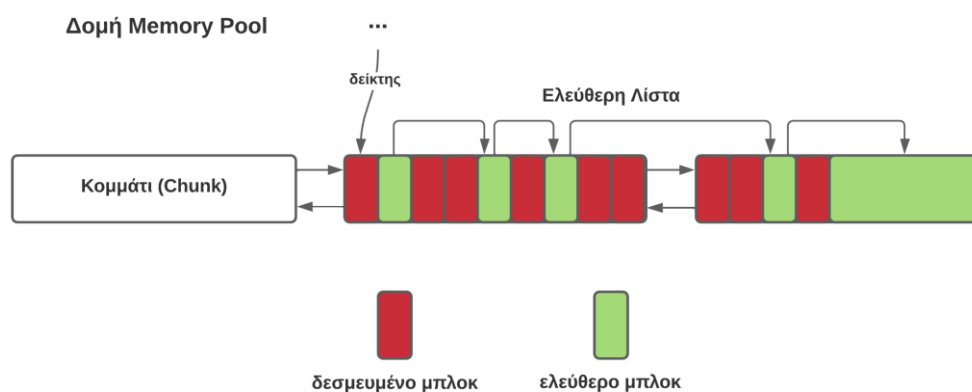 Δομή Memory Pool
...
δείκτης
Ελεύθερη Λίστα
Κομμάτι (Chunk)
δεσμευμένο μπλοκ
ελεύθερο μπλοκ